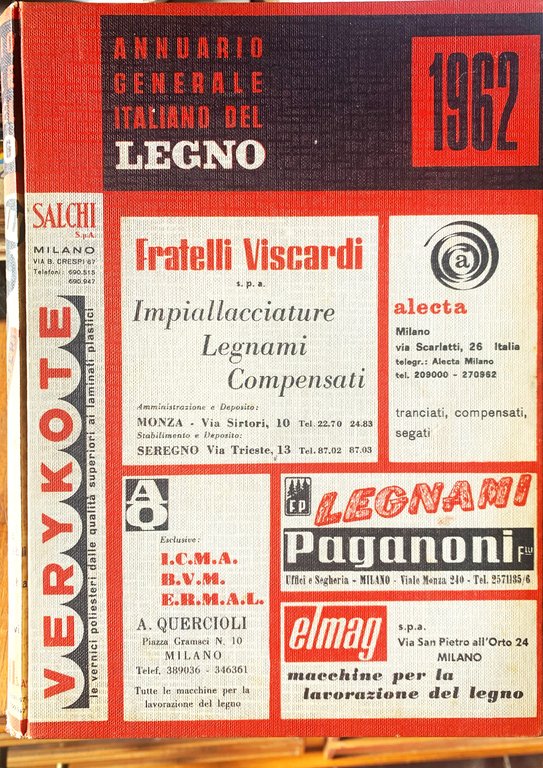 ANNUARIO
GENERALE
ITALIANO DEL
LEGNO
1962
SALCHI
S.p.A.
MILANO
VIA B. CRESPI 67
Telefoni: 690.515
690.947
VERYKOTE
le vernici poliesteri dalle qualità superiori ai laminati plastici
Fratelli Viscardi
s.p.a.
Impiallacciature
Legnami
Compensati
Amministrazione e Deposito:
MONZA - Via Sirtori, 10 Tel. 22.70 24.83
Stabilimento e Deposito:
SEREGNO Via Trieste, 13 Tel. 87.02 87.03
a
alecta
Milano
via Scarlatti, 26 Italia
telegr.: Alecta Milano
tel. 209000 - 270962
tranciati, compensati,
segati
AQ
Esclusive:
I.C.M.A.
B.V.M.
E.R.M.A.L.
A. QUERCIOLI
Piazza Gramsci N. 10
MILANO
Telef. 389036 - 346361
Tutte le macchine per la
lavorazione del legno
FP
LEGNAMI
Paganoni F.LLI
Uffici e Segheria - MILANO - Viale Monza 240 - Tel. 2571185/6
elmag
s.p.a.
Via San Pietro all'Orto 24
MILANO
macchine per la
lavorazione del legno